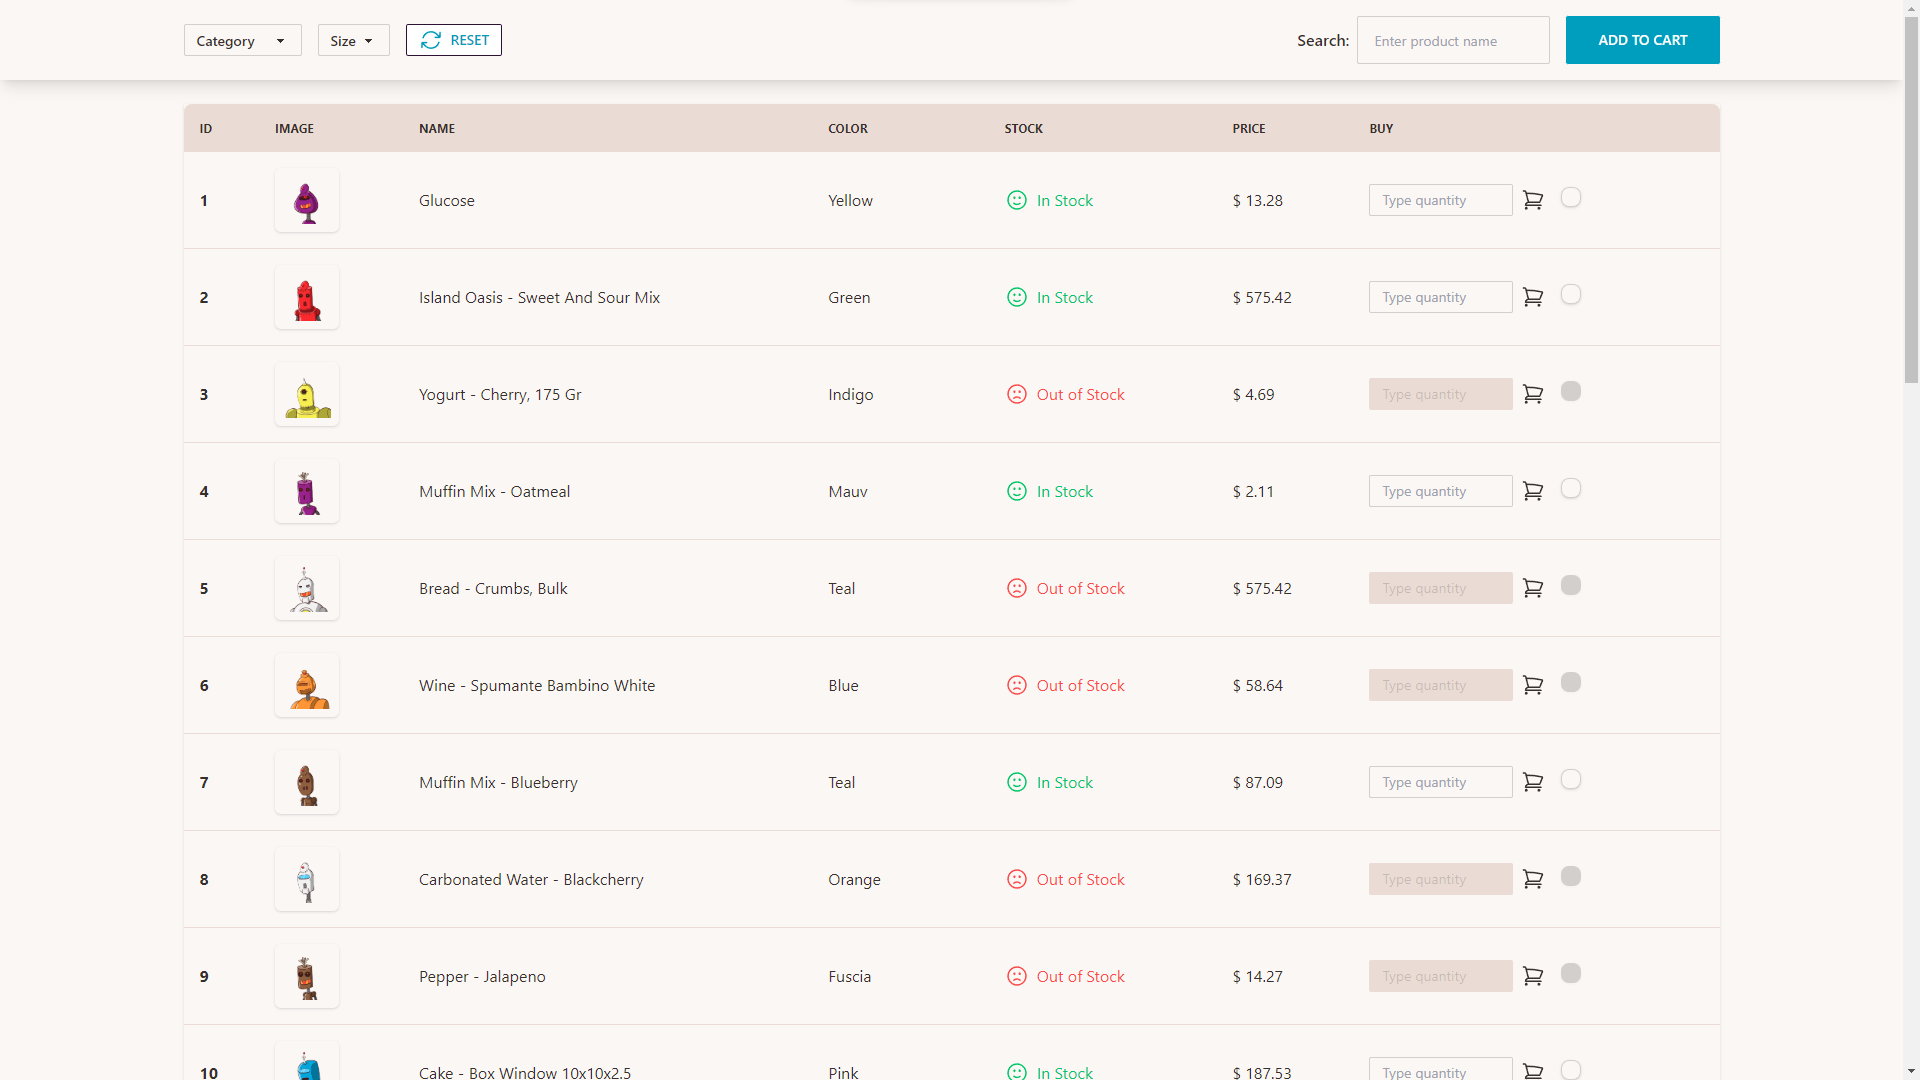 Category Size RESET Search: Enter product name ADD TO CART
ID IMAGE NAME COLOR STOCK PRICE BUY
1 Glucose Yellow In Stock $ 13.28 Type quantity
2 Island Oasis - Sweet And Sour Mix Green In Stock $ 575.42 Type quantity
3 Yogurt - Cherry, 175 Gr Indigo Out of Stock $ 4.69 Type quantity
4 Muffin Mix - Oatmeal Mauv In Stock $ 2.11 Type quantity
5 Bread - Crumbs, Bulk Teal Out of Stock $ 575.42 Type quantity
6 Wine - Spumante Bambino White Blue Out of Stock $ 58.64 Type quantity
7 Muffin Mix - Blueberry Teal In Stock $ 87.09 Type quantity
8 Carbonated Water - Blackcherry Orange Out of Stock $ 169.37 Type quantity
9 Pepper - Jalapeno Fuscia Out of Stock $ 14.27 Type quantity
10 Cake - Box Window 10x10x2.5 Pink In Stock $ 187.53 Type quantity